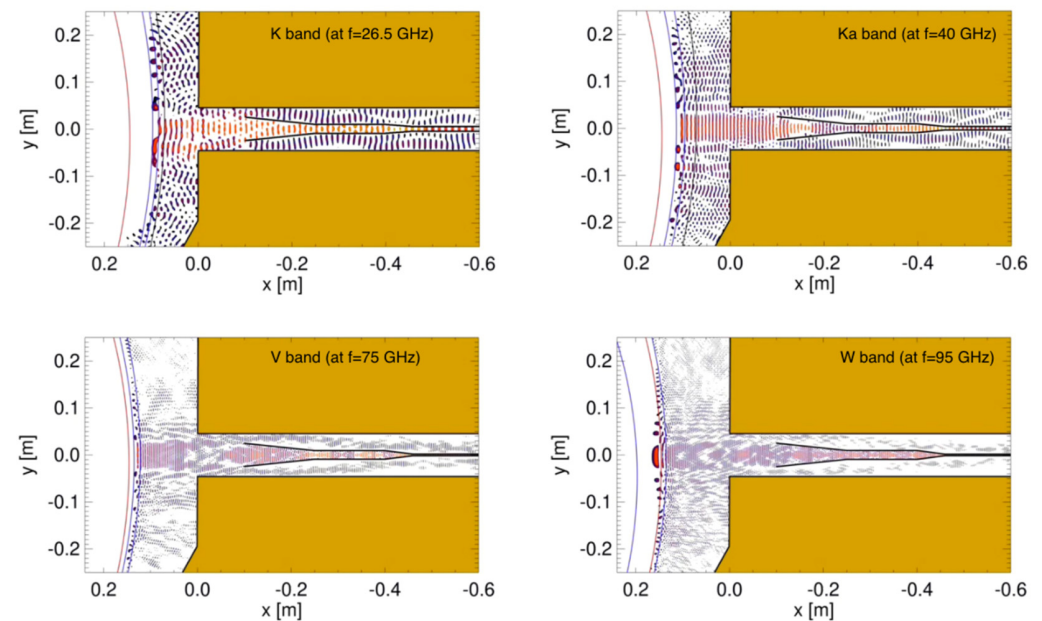 K band (at f=26.5 GHz)
y [m]
0.2
0.1
0.0
-0.1
-0.2
0.2 0.0 -0.2 -0.4 -0.6
x [m]
Ka band (at f=40 GHz)
y [m]
0.2
0.1
0.0
-0.1
-0.2
0.2 0.0 -0.2 -0.4 -0.6
x [m]
V band (at f=75 GHz)
y [m]
0.2
0.1
0.0
-0.1
-0.2
0.2 0.0 -0.2 -0.4 -0.6
x [m]
W band (at f=95 GHz)
y [m]
0.2
0.1
0.0
-0.1
-0.2
0.2 0.0 -0.2 -0.4 -0.6
x [m]